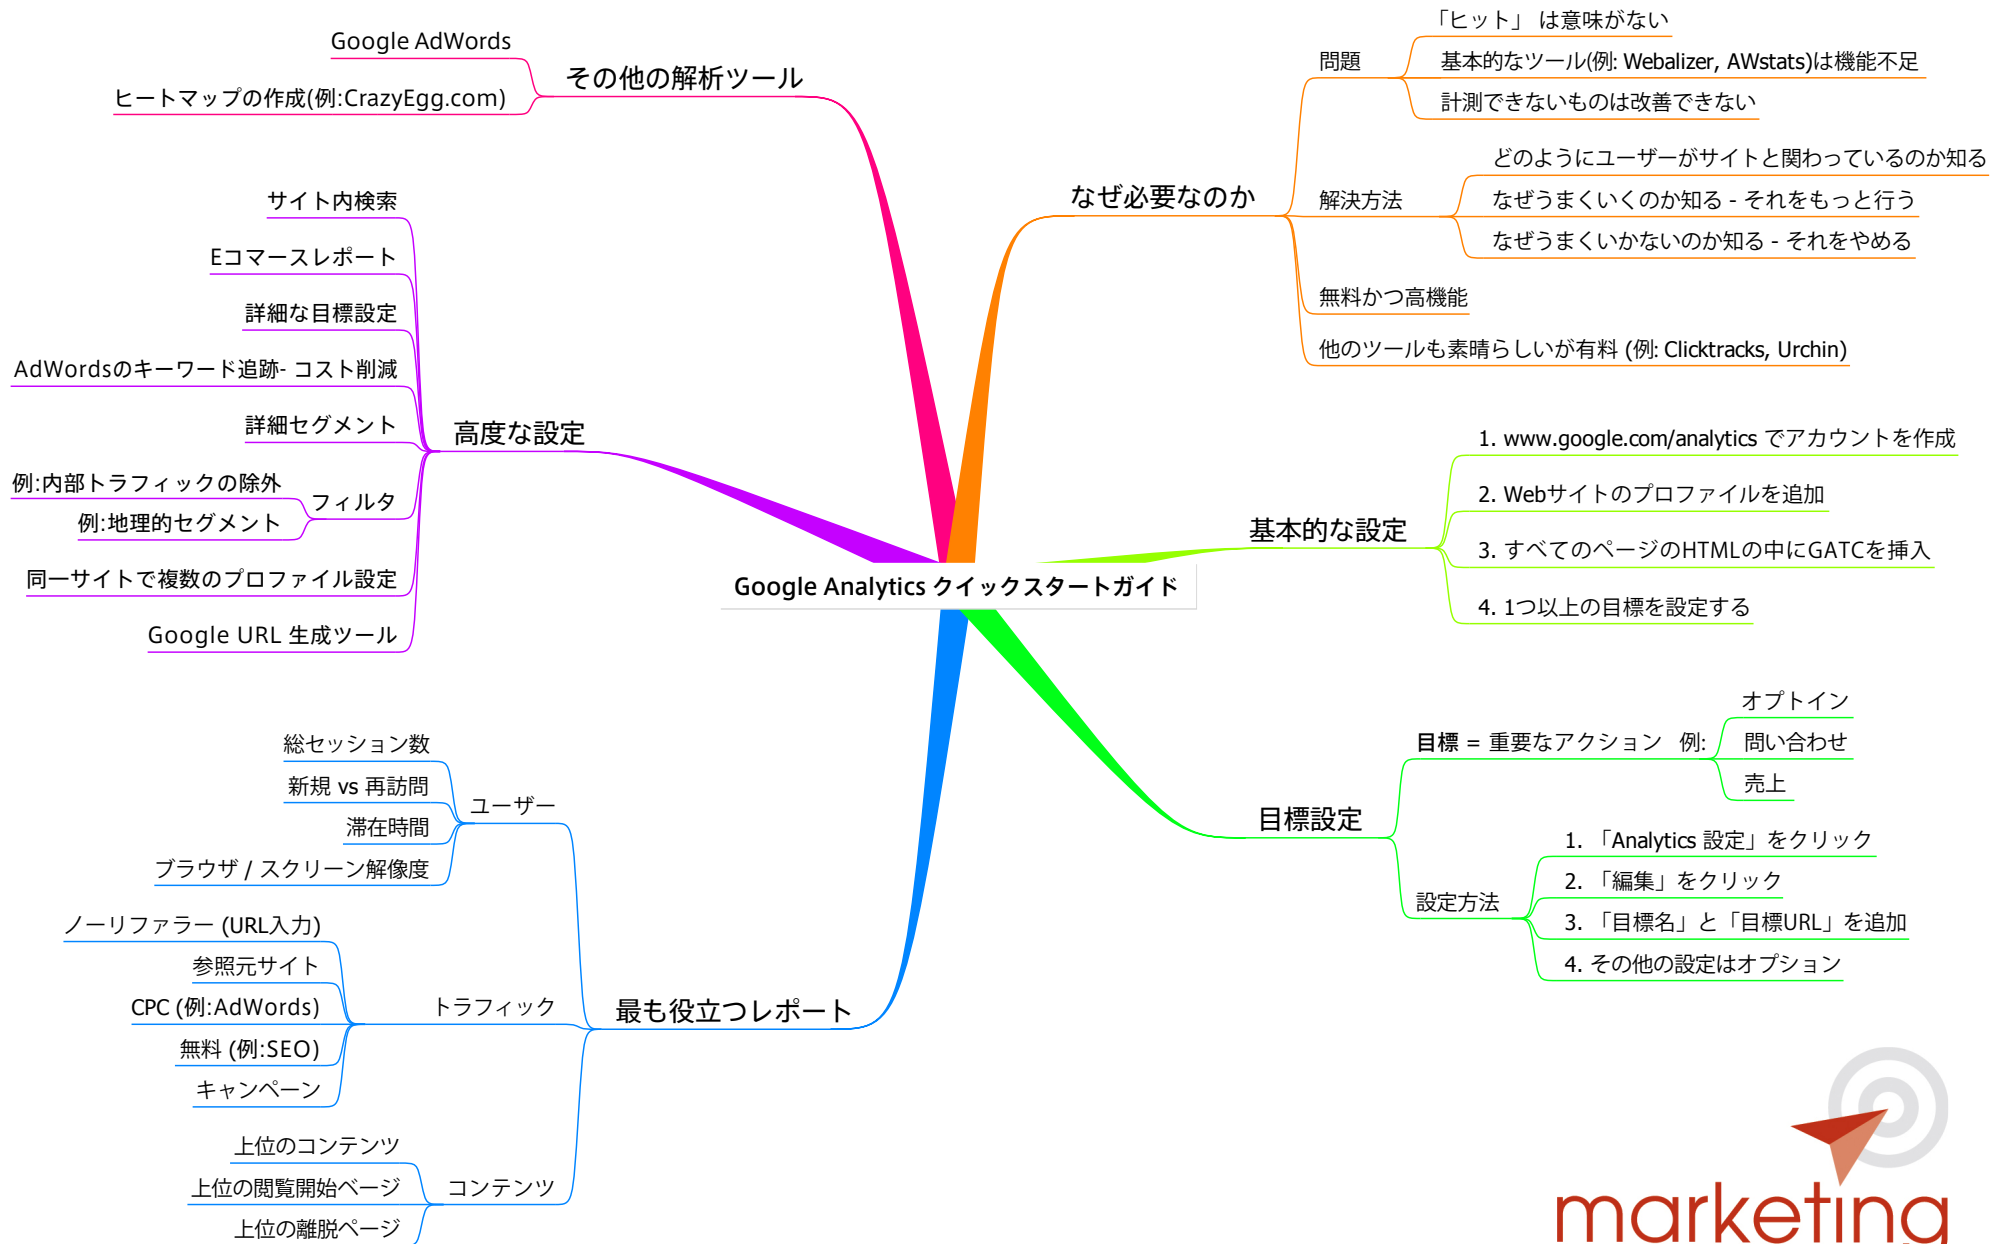 Google Analytics クイックスタートガイド
なぜ必要なのか
問題
「ヒット」 は意味がない
基本的なツール(例: Webalizer, AWstats)は機能不足
計測できないものは改善できない
解決方法
どのようにユーザーがサイトと関わっているのか知る
なぜうまくいくのか知る - それをもっと行う
なぜうまくいかないのか知る - それをやめる
無料かつ高機能
他のツールも素晴らしいが有料 (例: Clicktracks, Urchin)
基本的な設定
1. www.google.com/analytics でアカウントを作成
2. Webサイトのプロファイルを追加
3. すべてのページのHTMLの中にGATCを挿入
4. 1つ以上の目標を設定する
目標設定
目標 = 重要なアクション 例:
オプトイン
問い合わせ
売上
設定方法
1. 「Analytics 設定」をクリック
2. 「編集」をクリック
3. 「目標名」と「目標URL」を追加
4. その他の設定はオプション
最も役立つレポート
ユーザー
総セッション数
新規 vs 再訪問
滞在時間
ブラウザ / スクリーン解像度
トラフィック
ノーリファラー (URL入力)
参照元サイト
CPC (例:AdWords)
無料 (例:SEO)
キャンペーン
コンテンツ
上位のコンテンツ
上位の閲覧開始ページ
上位の離脱ページ
高度な設定
サイト内検索
Eコマースレポート
詳細な目標設定
AdWordsのキーワード追跡- コスト削減
詳細セグメント
フィルタ
例:内部トラフィックの除外
例:地理的セグメント
同一サイトで複数のプロファイル設定
Google URL 生成ツール
その他の解析ツール
Google AdWords
ヒートマップの作成(例:CrazyEgg.com)
marketing